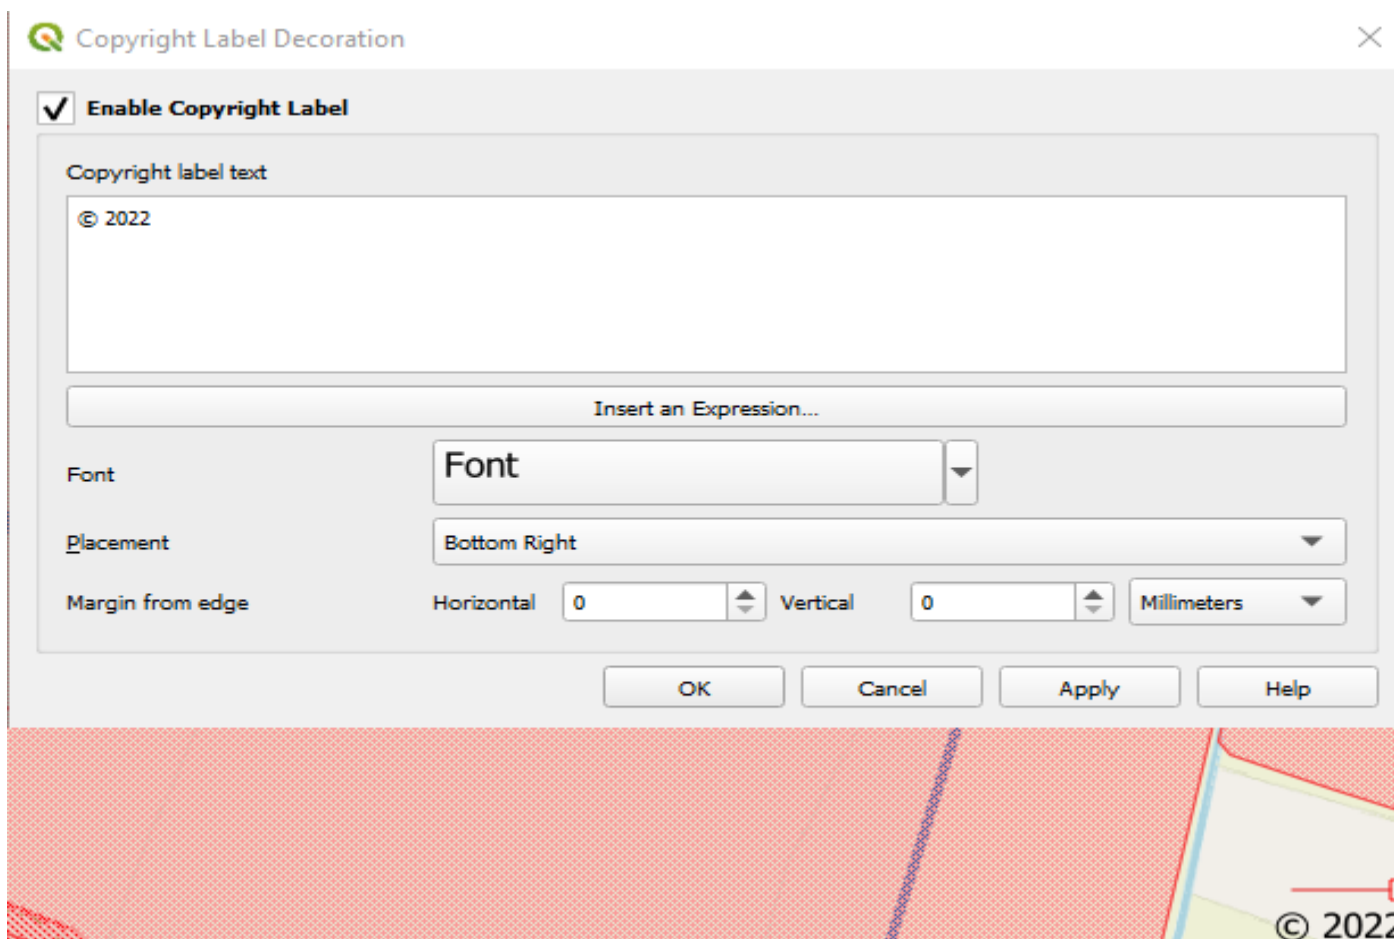 Copyright Label Decoration
Enable Copyright Label
Copyright label text
© 2022
Insert an Expression...
Font Font
Placement Bottom Right
Margin from edge Horizontal 0 Vertical 0 Millimeters
OK Cancel Apply Help
© 2022